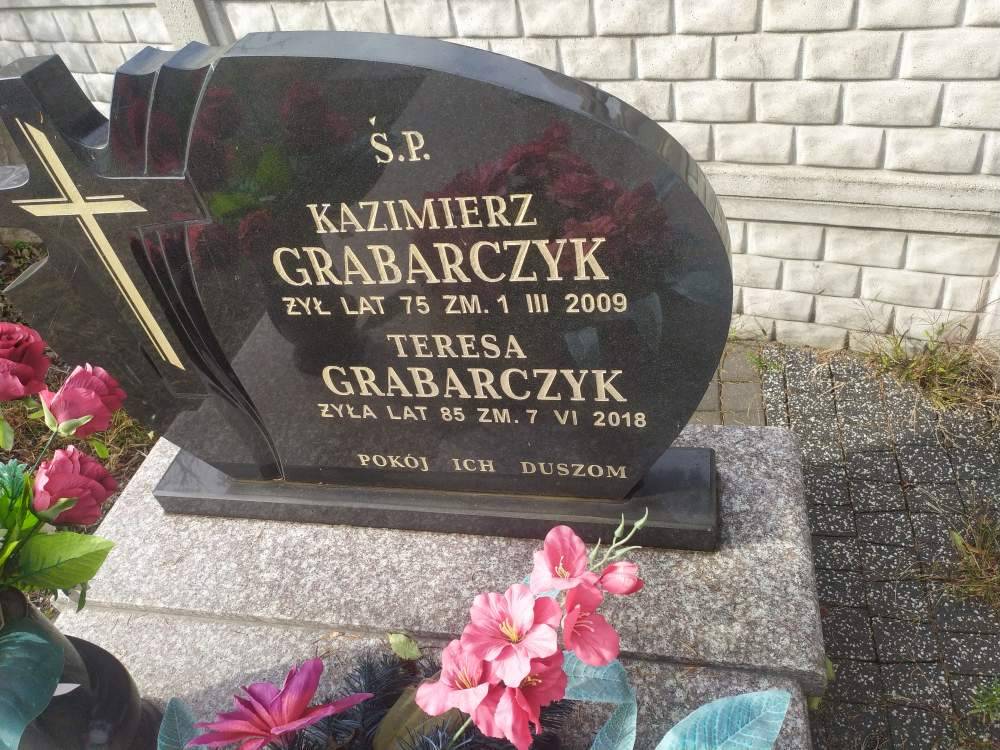 Ś.P.
KAZIMIERZ
GRABARCZYK
ŻYŁ LAT 75 ZM. 1 III 2009
TERESA
GRABARCZYK
ŻYŁA LAT 85 ZM. 7 VI 2018
POKÓJ ICH DUSZOM